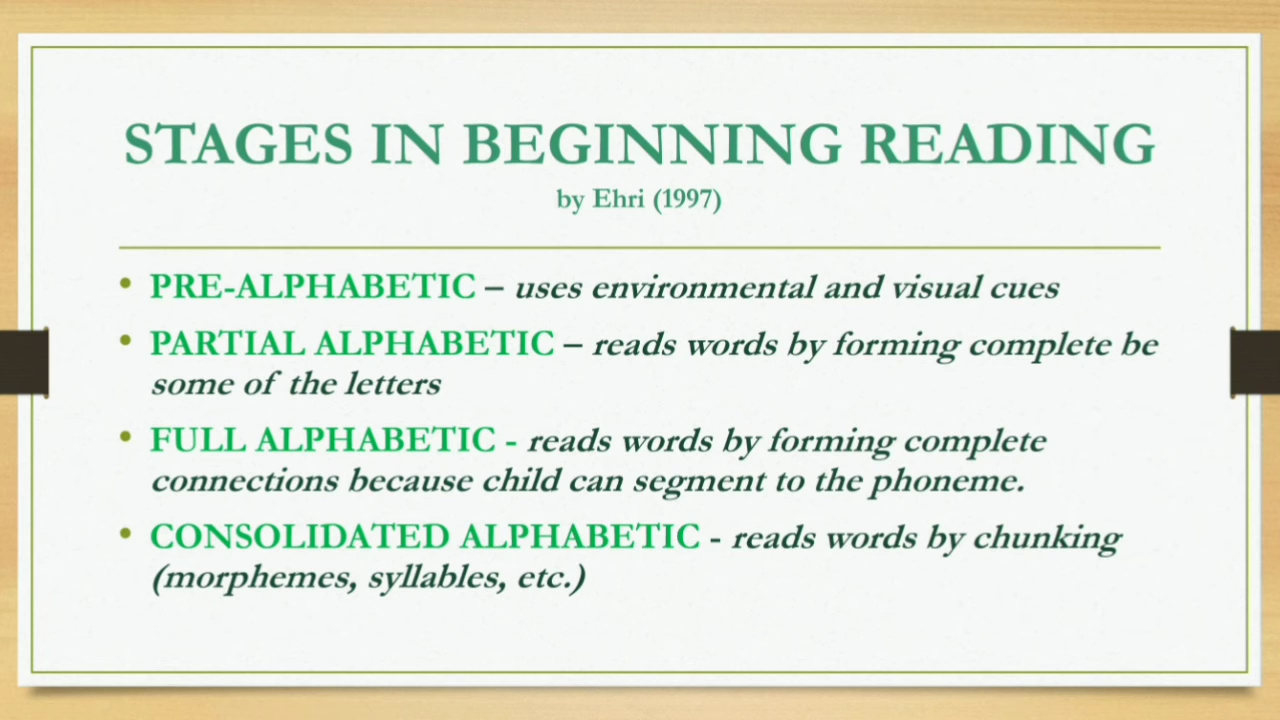 STAGES IN BEGINNING READING
by Ehri (1997)
• PRE-ALPHABETIC – uses environmental and visual cues
• PARTIAL ALPHABETIC – reads words by forming complete be
some of the letters
• FULL ALPHABETIC - reads words by forming complete
connections because child can segment to the phoneme.
• CONSOLIDATED ALPHABETIC - reads words by chunking
(morphemes, syllables, etc.)